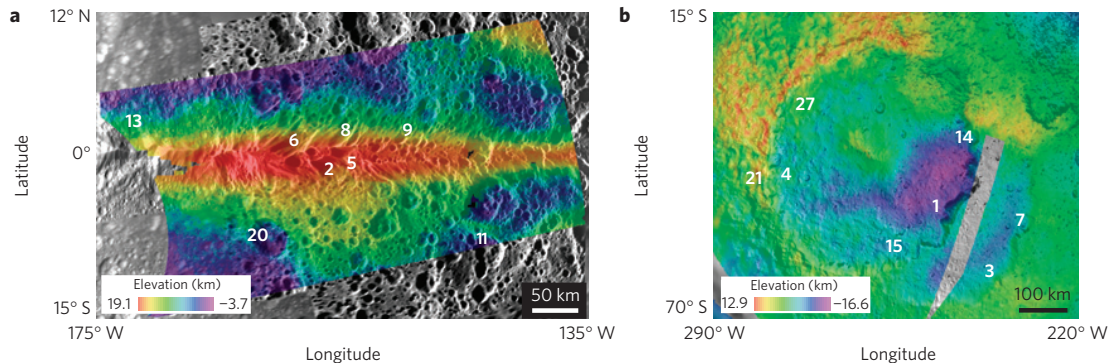 a
12° N
0°
15° S
Latitude
13
6
8
9
2
5
20
11
Elevation (km)
19.1
−3.7
50 km
175° W
135° W
Longitude
b
15° S
70° S
Latitude
27
14
21
4
1
7
15
3
Elevation (km)
12.9
−16.6
100 km
290° W
220° W
Longitude